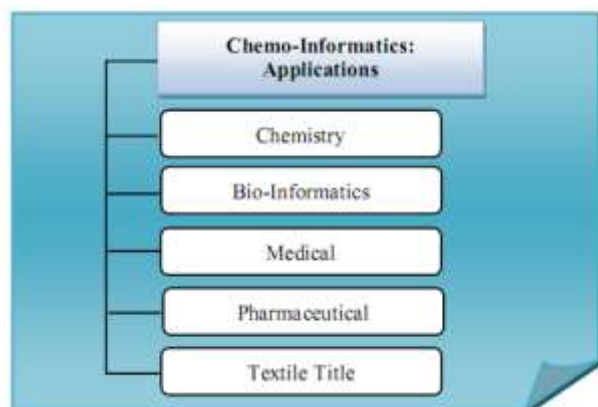 Chemo-Informatics:
Applications
Chemistry
Bio-Informatics
Medical
Pharmaceutical
Textile Title